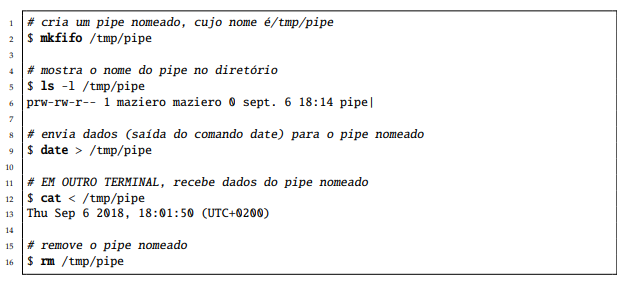 1 # cria um pipe nomeado, cujo nome é/tmp/pipe
2 $ mkfifo /tmp/pipe
3
4 # mostra o nome do pipe no diretório
5 $ ls -l /tmp/pipe
6 prw-rw-r-- 1 maziero maziero 0 sept. 6 18:14 pipe|
7
8 # envia dados (saída do comando date) para o pipe nomeado
9 $ date > /tmp/pipe
10
11 # EM OUTRO TERMINAL, recebe dados do pipe nomeado
12 $ cat < /tmp/pipe
13 Thu Sep 6 2018, 18:01:50 (UTC+0200)
14
15 # remove o pipe nomeado
16 $ rm /tmp/pipe